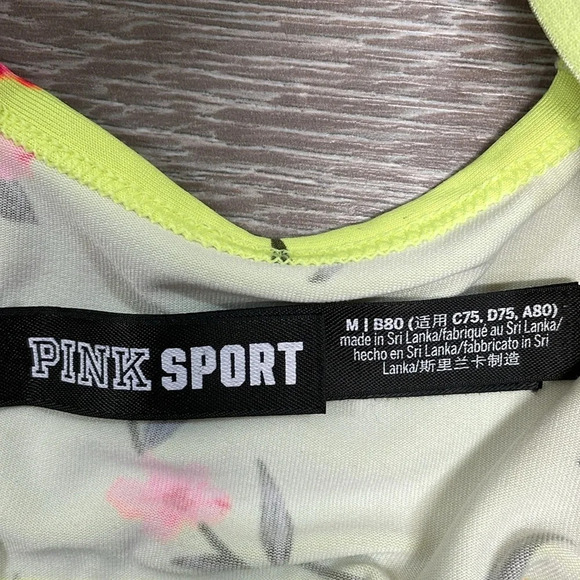 PINK SPORT
M | B80 (适用 C75, D75, A80)
made in Sri Lanka/fabriqué au Sri Lanka/
hecho en Sri Lanka/fabbricato in Sri
Lanka/斯里兰卡制造